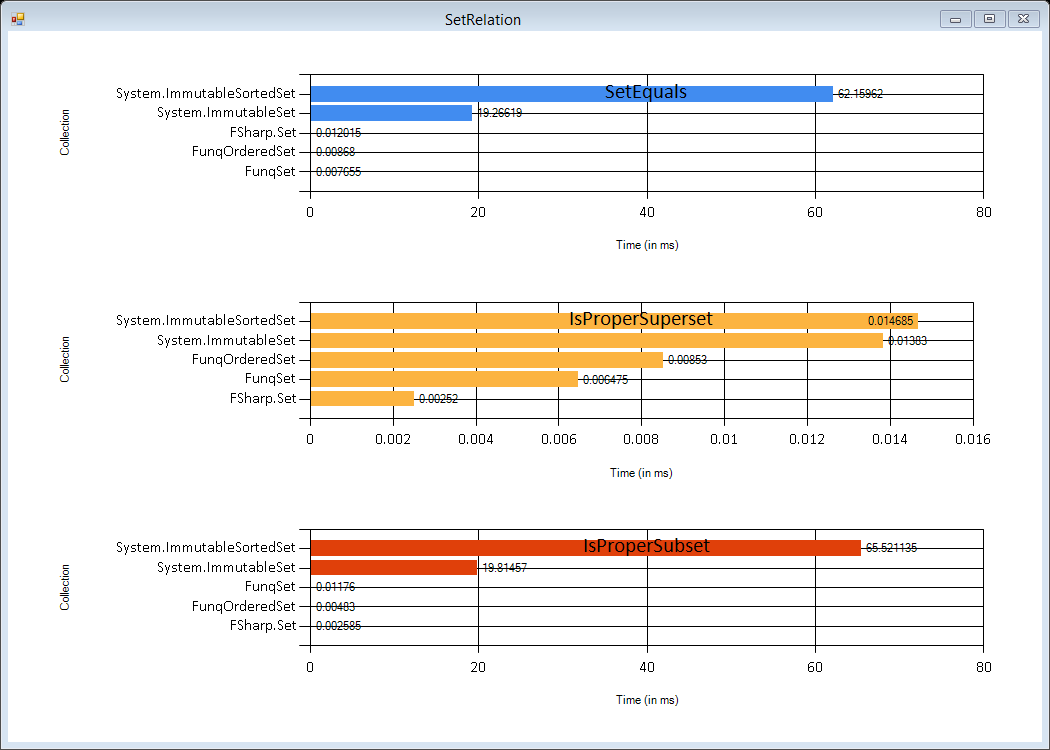 SetRelation
SetEquals
Collection
System.ImmutableSortedSet 62.15962
System.ImmutableSet 19.26619
FSharp.Set 0.012015
FunqOrderedSet 0.00868
FunqSet 0.007655
0 20 40 60 80
Time (in ms)
IsProperSuperset
Collection
System.ImmutableSortedSet 0.014685
System.ImmutableSet 0.01383
FunqOrderedSet 0.00853
FunqSet 0.006475
FSharp.Set 0.00252
0 0.002 0.004 0.006 0.008 0.01 0.012 0.014 0.016
Time (in ms)
IsProperSubset
Collection
System.ImmutableSortedSet 65.521135
System.ImmutableSet 19.81457
FunqSet 0.01176
FunqOrderedSet 0.00483
FSharp.Set 0.002585
0 20 40 60 80
Time (in ms)